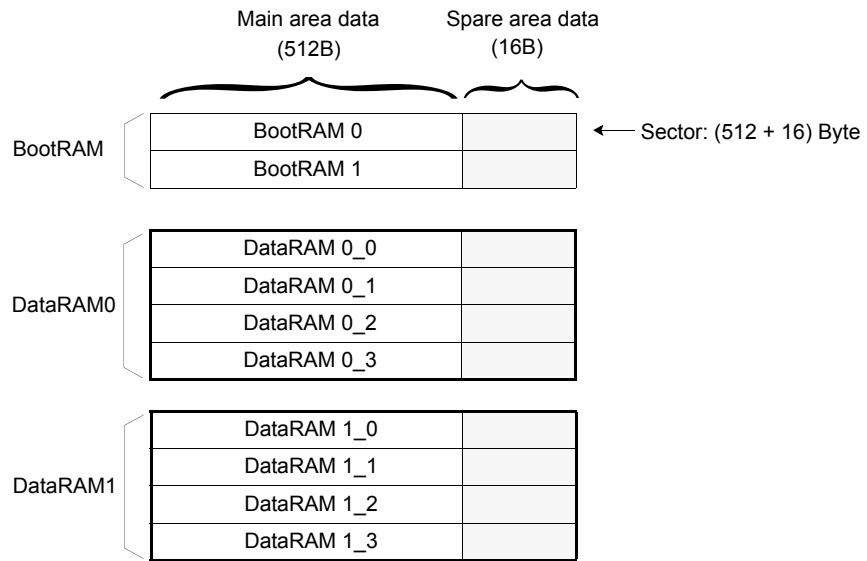 Main area data
(512B)
Spare area data
(16B)
BootRAM
BootRAM 0
BootRAM 1
Sector: (512 + 16) Byte
DataRAM0
DataRAM 0_0
DataRAM 0_1
DataRAM 0_2
DataRAM 0_3
DataRAM1
DataRAM 1_0
DataRAM 1_1
DataRAM 1_2
DataRAM 1_3